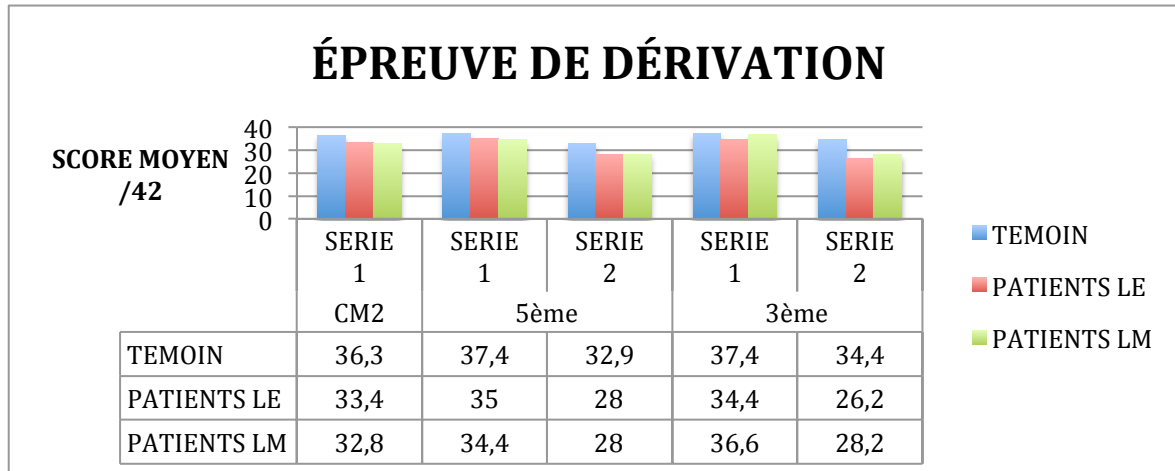 ÉPREUVE DE DÉRIVATION
SCORE MOYEN
/42
40
30
20
10
0
SERIE 1 SERIE 1 SERIE 2 SERIE 1 SERIE 2
CM2 5ème 3ème
TEMOIN 36,3 37,4 32,9 37,4 34,4
PATIENTS LE 33,4 35 28 34,4 26,2
PATIENTS LM 32,8 34,4 28 36,6 28,2
TEMOIN
PATIENTS LE
PATIENTS LM